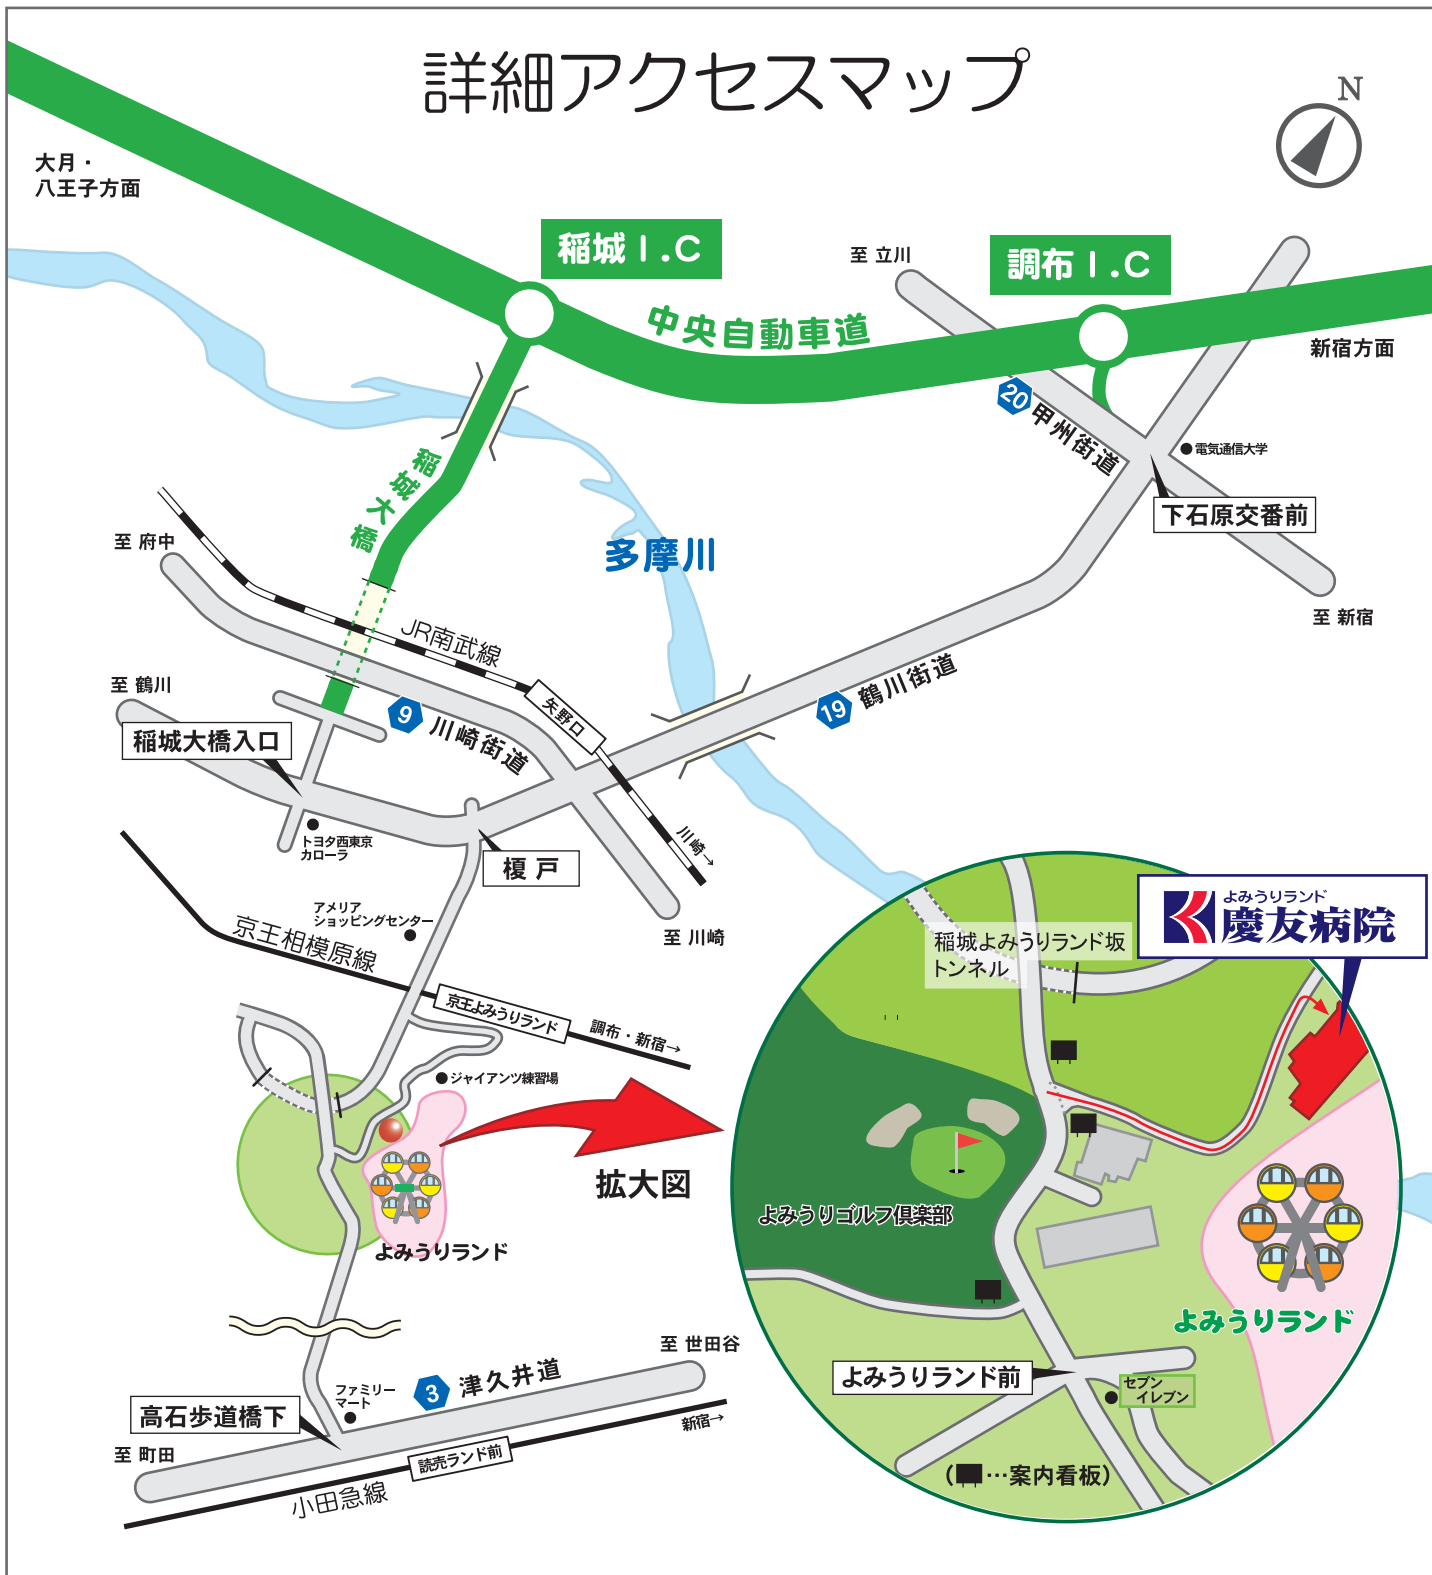 詳細アクセスマップ
N
大月・
八王子方面
稲城I.C
至 立川
調布I.C
中央自動車道
新宿方面
20
甲州街道
電気通信大学
下石原交番前
稲城大橋
至 府中
多摩川
至 新宿
JR南武線
至 鶴川
矢野口
19
鶴川街道
9
川崎街道
稲城大橋入口
トヨタ西東京
カローラ
川崎→
榎戸
アメリア
ショッピングセンター
至 川崎
京王相模原線
京王よみうりランド
調布・新宿→
ジャイアンツ練習場
よみうりランド
慶友病院
稲城よみうりランド坂
トンネル
拡大図
よみうりゴルフ倶楽部
よみうりランド
よみうりランド
至 世田谷
3
津久井道
ファミリー
マート
高石歩道橋下
新宿→
至 町田
読売ランド前
小田急線
よみうりランド前
セブン
イレブン
(…案内看板)